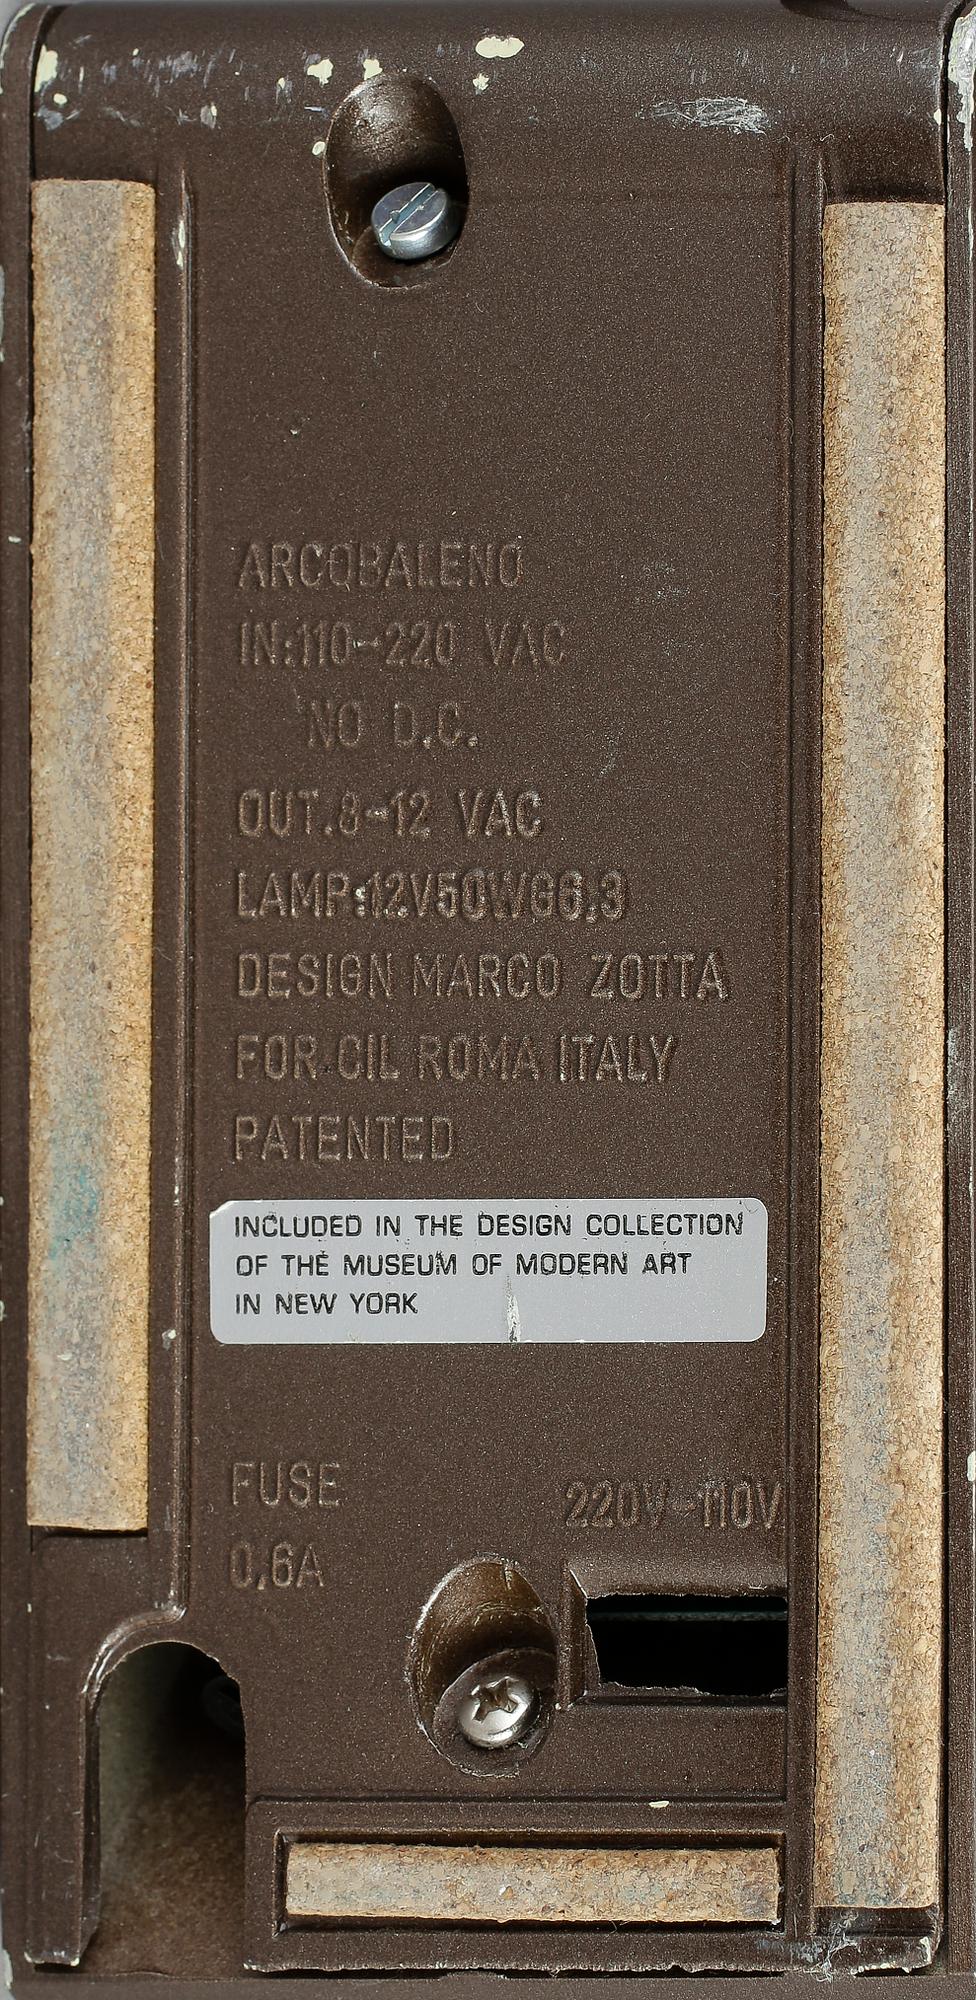 ARCOBALENO
IN:110-220 VAC
NO D.C.
OUT.8-12 VAC
LAMP:12V50WG6.3
DESIGN MARCO ZOTTA
FOR CIL ROMA ITALY
PATENTED
INCLUDED IN THE DESIGN COLLECTION
OF THE MUSEUM OF MODERN ART
IN NEW YORK
FUSE
0.6A
220V-110V